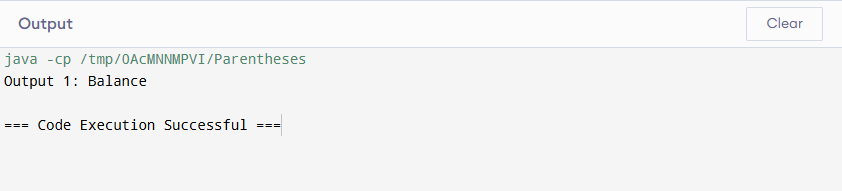 Output
Clear
java -cp /tmp/OAcMNNMPVI/Parentheses
Output 1: Balance
=== Code Execution Successful ===